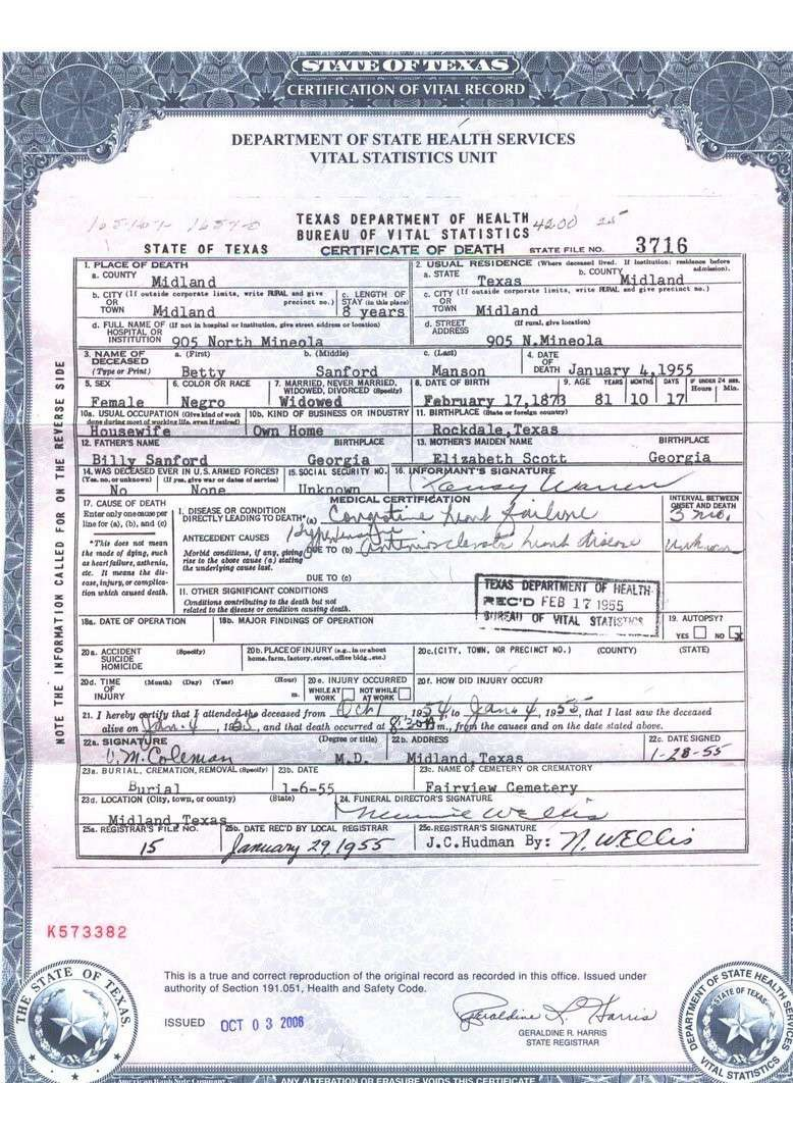 STATE OF TEXAS
CERTIFICATION OF VITAL RECORD
DEPARTMENT OF STATE HEALTH SERVICES
VITAL STATISTICS UNIT
TEXAS DEPARTMENT OF HEALTH 4200 25
BUREAU OF VITAL STATISTICS
STATE OF TEXAS CERTIFICATE OF DEATH STATE FILE NO. 3716
1. PLACE OF DEATH 2. USUAL RESIDENCE (Where deceased lived. If institution: residence before admission).
a. COUNTY Midland a. STATE Texas b. COUNTY Midland
b. CITY (If outside corporate limits, write RURAL and give precinct no.) OR TOWN Midland c. LENGTH OF STAY (in this place) 8 years c. CITY (If outside corporate limits, write RURAL and give precinct no.) OR TOWN Midland
d. FULL NAME OF (If not in hospital or institution, give street address or location) HOSPITAL OR INSTITUTION 905 North Mineola d. STREET ADDRESS (If rural, give location) 905 N.Mineola
3. NAME OF DECEASED (Type or Print) a. (First) Betty b. (Middle) Sanford c. (Last) Manson 4. DATE OF DEATH January 4,1955
5. SEX 6. COLOR OR RACE 7. MARRIED, NEVER MARRIED, WIDOWED, DIVORCED (Specify) 8. DATE OF BIRTH 9. AGE YEARS MONTHS DAYS IF UNDER 24 HRS. Hours Min.
Female Negro Widowed February 17,1873 81 10 17
10a. USUAL OCCUPATION (Give kind of work done during most of working life, even if retired) 10b. KIND OF BUSINESS OR INDUSTRY 11. BIRTHPLACE (State or foreign country)
Housewife Own Home Rockdale,Texas
12. FATHER'S NAME BIRTHPLACE 13. MOTHER'S MAIDEN NAME BIRTHPLACE
Billy Sanford Georgia Elizabeth Scott Georgia
14. WAS DECEASED EVER IN U.S. ARMED FORCES? 15. SOCIAL SECURITY NO. 16. INFORMANT'S SIGNATURE
(Yes, no, or unknown) (If yes, give war or dates of service)
No None Unknown Warren
17. CAUSE OF DEATH MEDICAL CERTIFICATION INTERVAL BETWEEN ONSET AND DEATH
Enter only one cause per line for (a), (b), and (c) I. DISEASE OR CONDITION DIRECTLY LEADING TO DEATH* (a) Congestive heart failure 3 mo.
*This does not mean the mode of dying, such as heart failure, asthenia, etc. It means the disease, injury, or complication which caused death.
ANTECEDENT CAUSES
Morbid conditions, if any, giving rise to the above cause (a) stating the underlying cause last. DUE TO (b) heart disease Unknown
DUE TO (c)
II. OTHER SIGNIFICANT CONDITIONS
Conditions contributing to the death but not related to the disease or condition causing death.
TEXAS DEPARTMENT OF HEALTH
REC'D FEB 17 1955
BUREAU OF VITAL STATISTICS
18a. DATE OF OPERATION 18b. MAJOR FINDINGS OF OPERATION 19. AUTOPSY?
YES NO X
20a. ACCIDENT SUICIDE HOMICIDE (Specify) 20b. PLACE OF INJURY (e.g., in or about home, farm, factory, street, office bldg., etc.) 20c.(CITY, TOWN, OR PRECINCT NO.) (COUNTY) (STATE)
20d. TIME OF INJURY (Month) (Day) (Year) (Hour) m. 20e. INJURY OCCURRED WHILE AT WORK NOT WHILE AT WORK 20f. HOW DID INJURY OCCUR?
21. I hereby certify that I attended the deceased from Oct 1, 1954, to Jan 4, 1955, that I last saw the deceased
alive on Jan. 4, 1955, and that death occurred at m., from the causes and on the date stated above.
22a. SIGNATURE (Degree or title) 22b. ADDRESS 22c. DATE SIGNED
Coleman M.D. Midland,Texas 1-28-55
23a. BURIAL, CREMATION, REMOVAL (Specify) 23b. DATE 23c. NAME OF CEMETERY OR CREMATORY
Burial 1-6-55 Fairview Cemetery
23d. LOCATION (City, town, or county) (State) 24. FUNERAL DIRECTOR'S SIGNATURE
Midland,Texas
25a. REGISTRAR'S FILE NO. 25b. DATE REC'D BY LOCAL REGISTRAR 25c. REGISTRAR'S SIGNATURE
15 January 29, 1955 J.C.Hudman By: N. WEllis
NOTE THE INFORMATION CALLED FOR ON THE REVERSE SIDE
K573382
THE STATE OF TEXAS.
This is a true and correct reproduction of the original record as recorded in this office. Issued under
authority of Section 191.051, Health and Safety Code.
ISSUED OCT 03 2008
Geraldine R. Harris
GERALDINE R. HARRIS
STATE REGISTRAR
DEPARTMENT OF STATE HEALTH SERVICES
STATE OF TEXAS
VITAL STATISTICS
ANY ALTERATION OR ERASURE VOIDS THIS CERTIFICATE